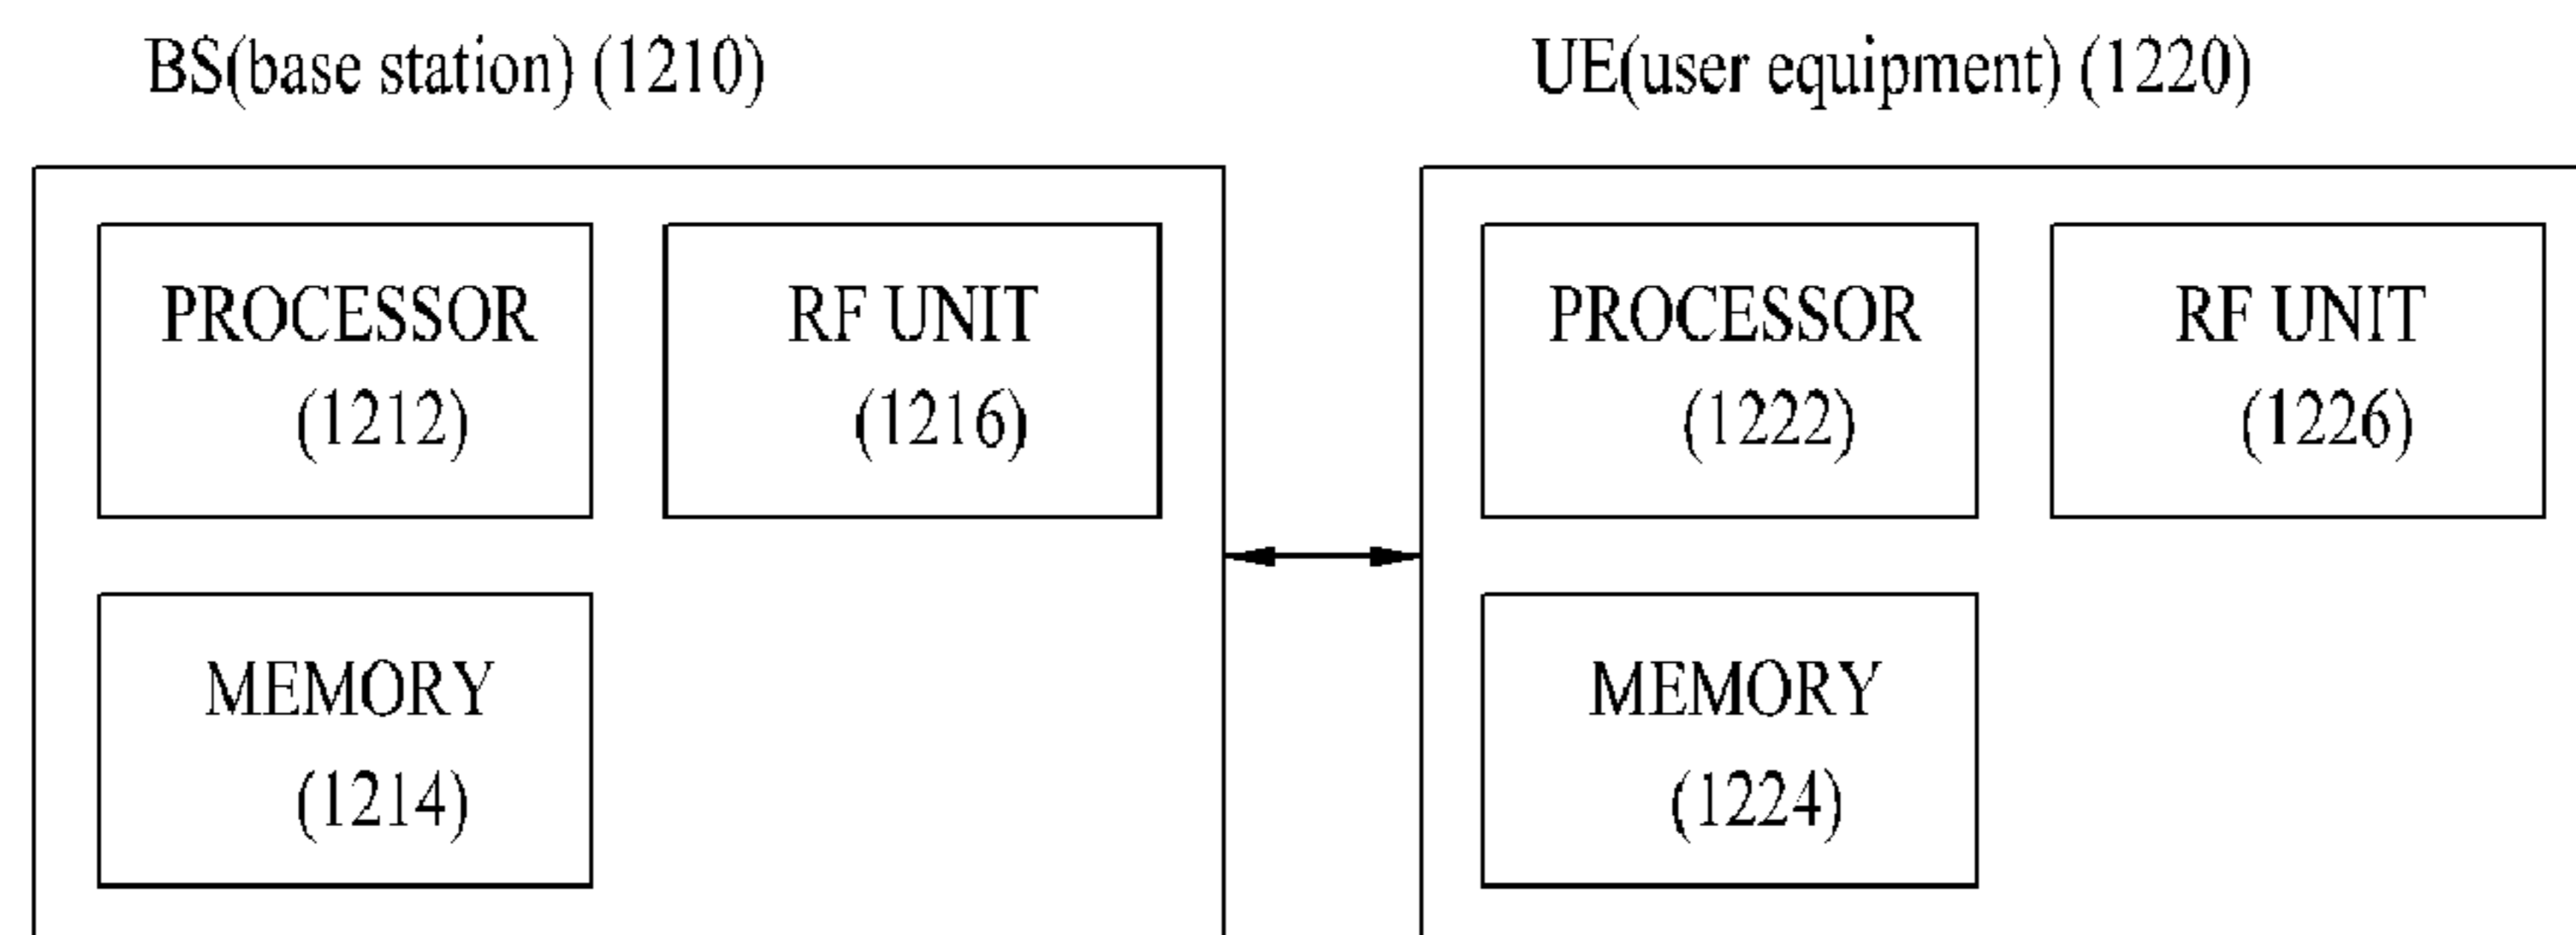 BS(base station) (1210)
PROCESSOR
(1212)
RF UNIT
(1216)
MEMORY
(1214)
UE(user equipment) (1220)
PROCESSOR
(1222)
RF UNIT
(1226)
MEMORY
(1224)